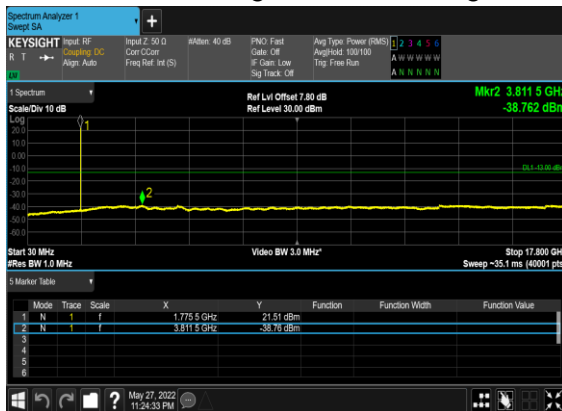 Spectrum Analyzer 1
Swept SA
KEYSIGHT Input: RF Input Z: 50 Ω #Atten: 40 dB PNO: Fast Avg Type: Power (RMS) 1 2 3 4 5 6
R T Coupling: DC Corr CCorr Gate: Off Avg|Hold: 100/100 A W W W W W
Align: Auto Freq Ref: Int (S) IF Gain: Low Trig: Free Run
Sig Track: Off A N N N N N
1 Spectrum Ref Lvl Offset 7.80 dB Mkr2 3.811 5 GHz
Scale/Div 10 dB Ref Level 30.00 dBm -38.762 dBm
Log
20.0
10.0
0.00
-10.0
DL1 -13.00 dBm
-20.0
-30.0
-40.0
-50.0
-60.0
1
2
Start 30 MHz Video BW 3.0 MHz* Stop 17.800 GHz
#Res BW 1.0 MHz Sweep ~35.1 ms (40001 pts)
5 Marker Table
Mode Trace Scale X Y Function Function Width Function Value
1 N 1 f 1.775 5 GHz 21.51 dBm
2 N 1 f 3.811 5 GHz -38.76 dBm
3
4
5
6
May 27, 2022
11:24:33 PM